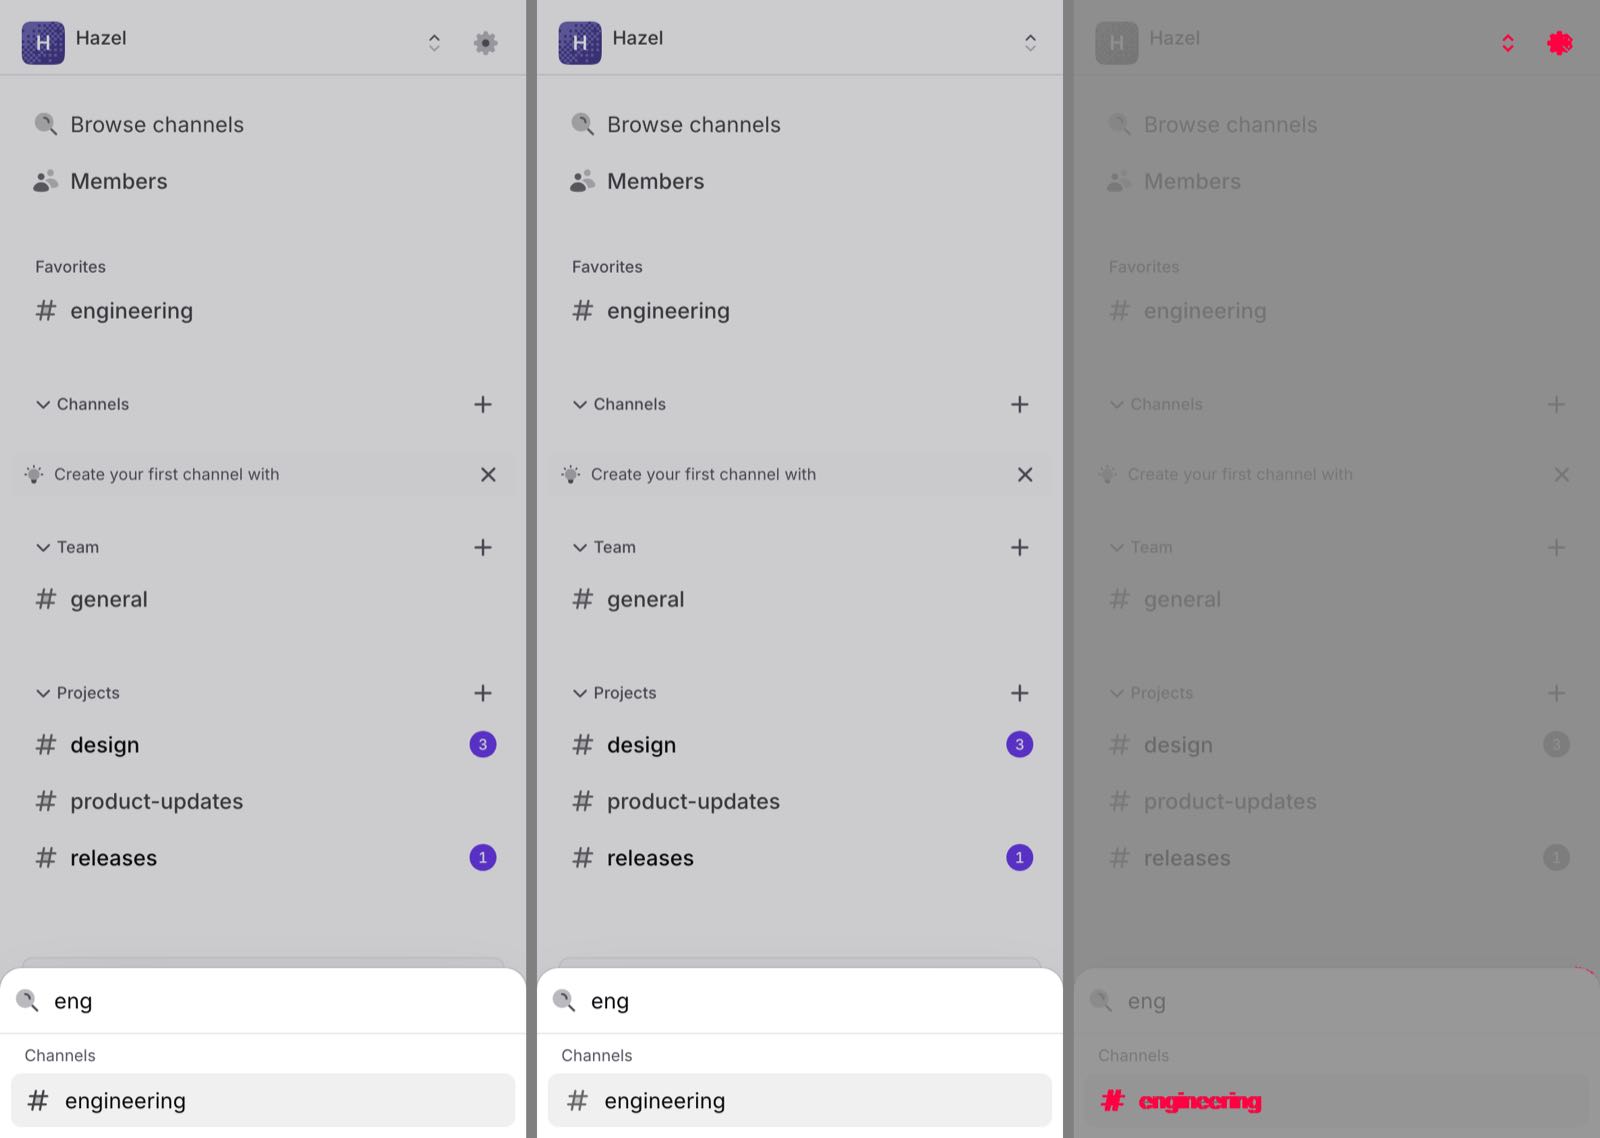 H Hazel
Browse channels
Members
Favorites
# engineering
Channels
Create your first channel with
Team
# general
Projects
# design 3
# product-updates
# releases 1
eng
Channels
# engineering
H Hazel
Browse channels
Members
Favorites
# engineering
Channels
Create your first channel with
Team
# general
Projects
# design 3
# product-updates
# releases 1
eng
Channels
# engineering
H Hazel
Browse channels
Members
Favorites
# engineering
Channels
Create your first channel with
Team
# general
Projects
# design 3
# product-updates
# releases 1
eng
Channels
# engineering